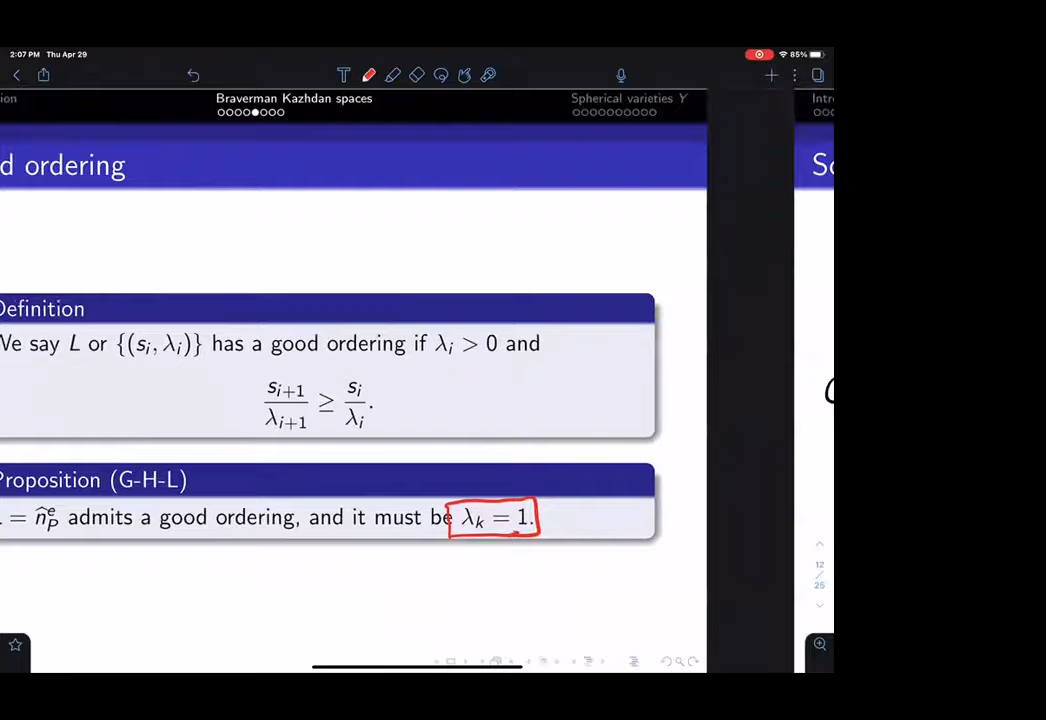 2:07 PM Thu Apr 29
85%
ion
Braverman Kazhdan spaces
Spherical varieties Y
Intr
d ordering
Sc
Definition
We say L or {(s_i, λ_i)} has a good ordering if λ_i > 0 and
s_{i+1}/λ_{i+1} ≥ s_i/λ_i.
Proposition (G-H-L)
= n̂_P^e admits a good ordering, and it must be λ_k = 1.
12
/
25